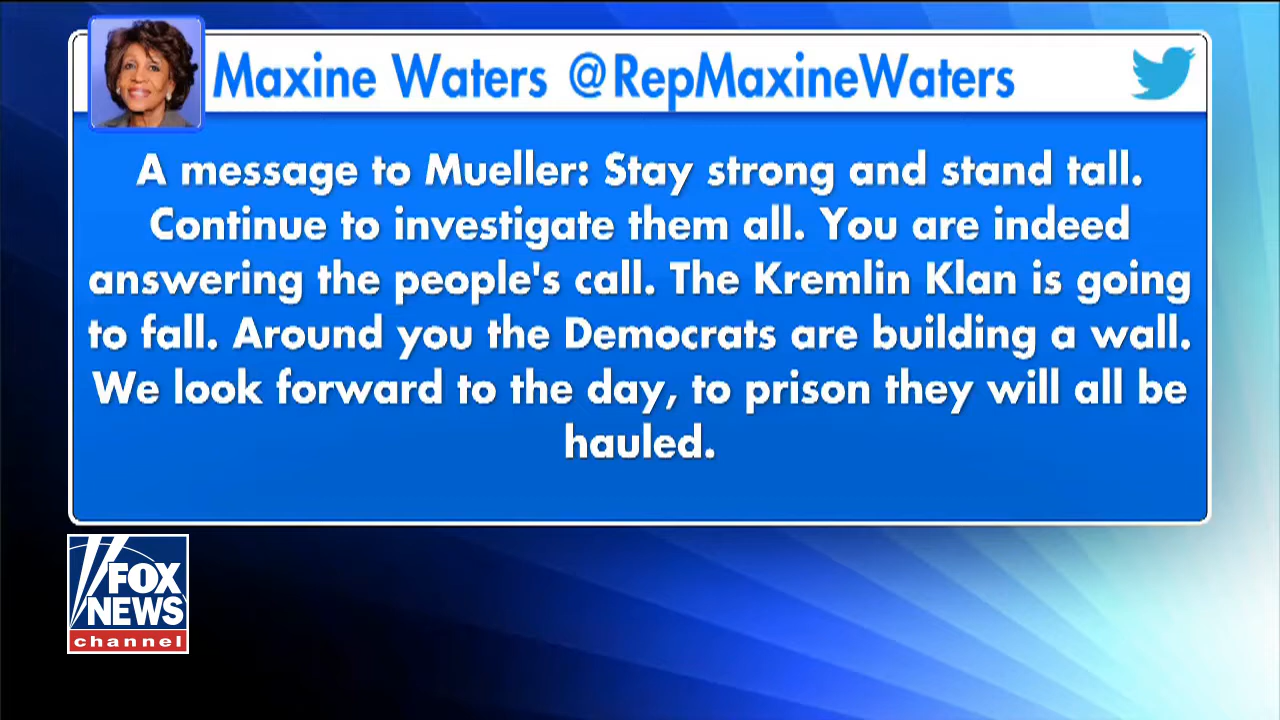 Maxine Waters @RepMaxineWaters
A message to Mueller: Stay strong and stand tall.
Continue to investigate them all. You are indeed
answering the people's call. The Kremlin Klan is going
to fall. Around you the Democrats are building a wall.
We look forward to the day, to prison they will all be
hauled.
FOX
NEWS
channel